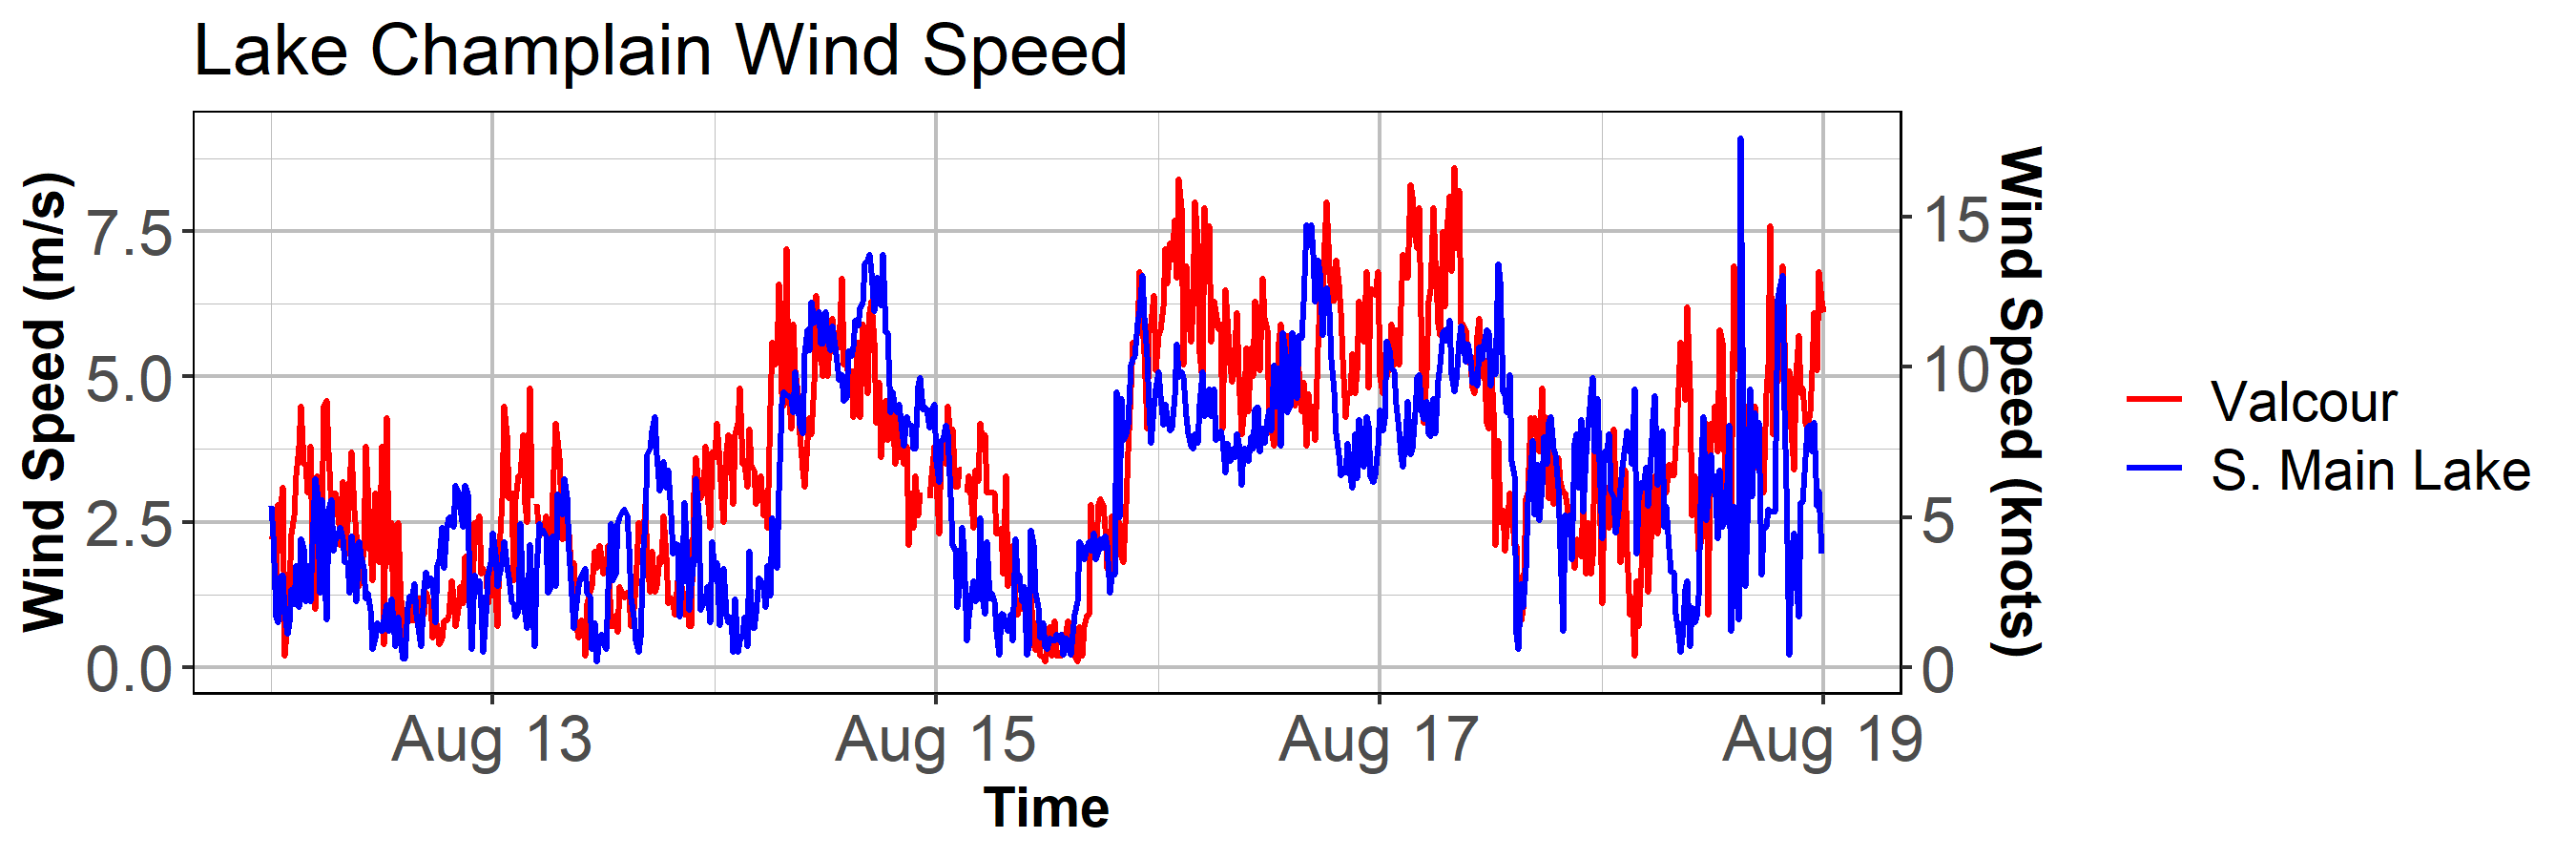 Lake Champlain Wind Speed
Wind Speed (m/s)
7.5
5.0
2.5
0.0
15
10
5
0
Wind Speed (knots)
Aug 13
Aug 15
Aug 17
Aug 19
Time
Valcour
S. Main Lake